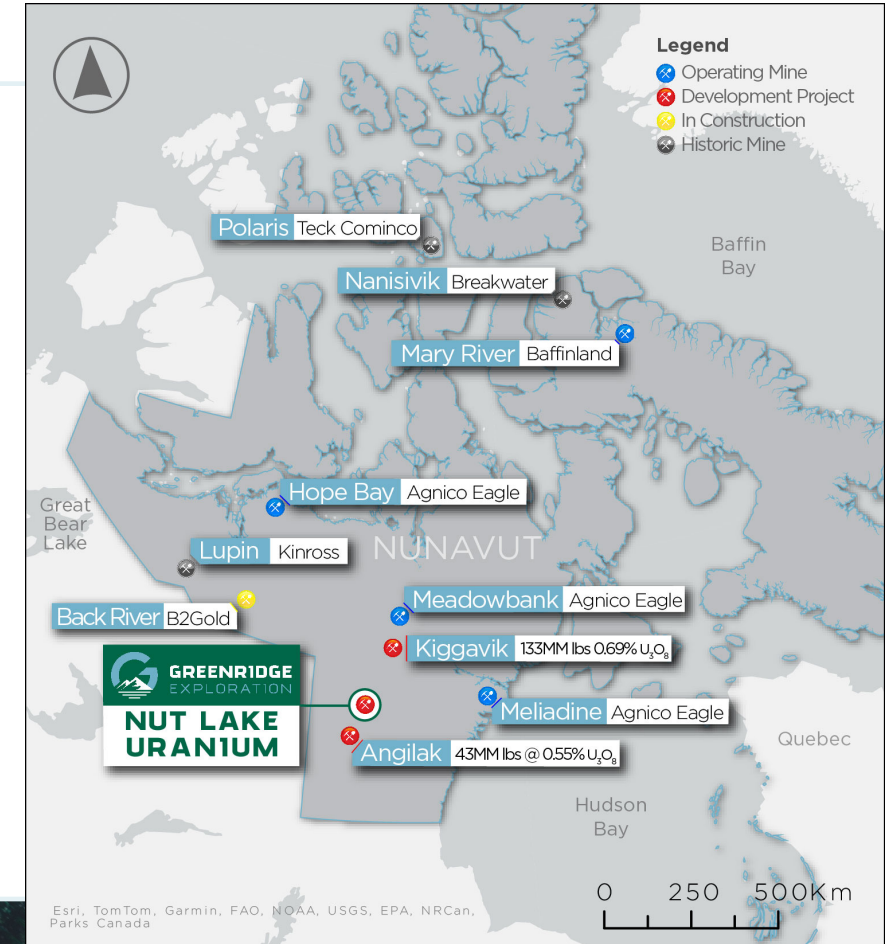 Legend
Operating Mine
Development Project
In Construction
Historic Mine
Polaris Teck Cominco
Baffin
Bay
Nanisivik Breakwater
Mary River Baffinland
Hope Bay Agnico Eagle
Great
Bear
Lake
NUNAVUT
Lupin Kinross
Meadowbank Agnico Eagle
Back River B2Gold
Kiggavik 133MM lbs 0.69% U₃O₈
GREENR1DGE
EXPLORAT1ON
NUT LAKE
URAN1UM
Meliadine Agnico Eagle
Angilak 43MM lbs @ 0.55% U₃O₈
Quebec
Hudson
Bay
0 250 500Km
Esri, TomTom, Garmin, FAO, NOAA, USGS, EPA, NRCan,
Parks Canada